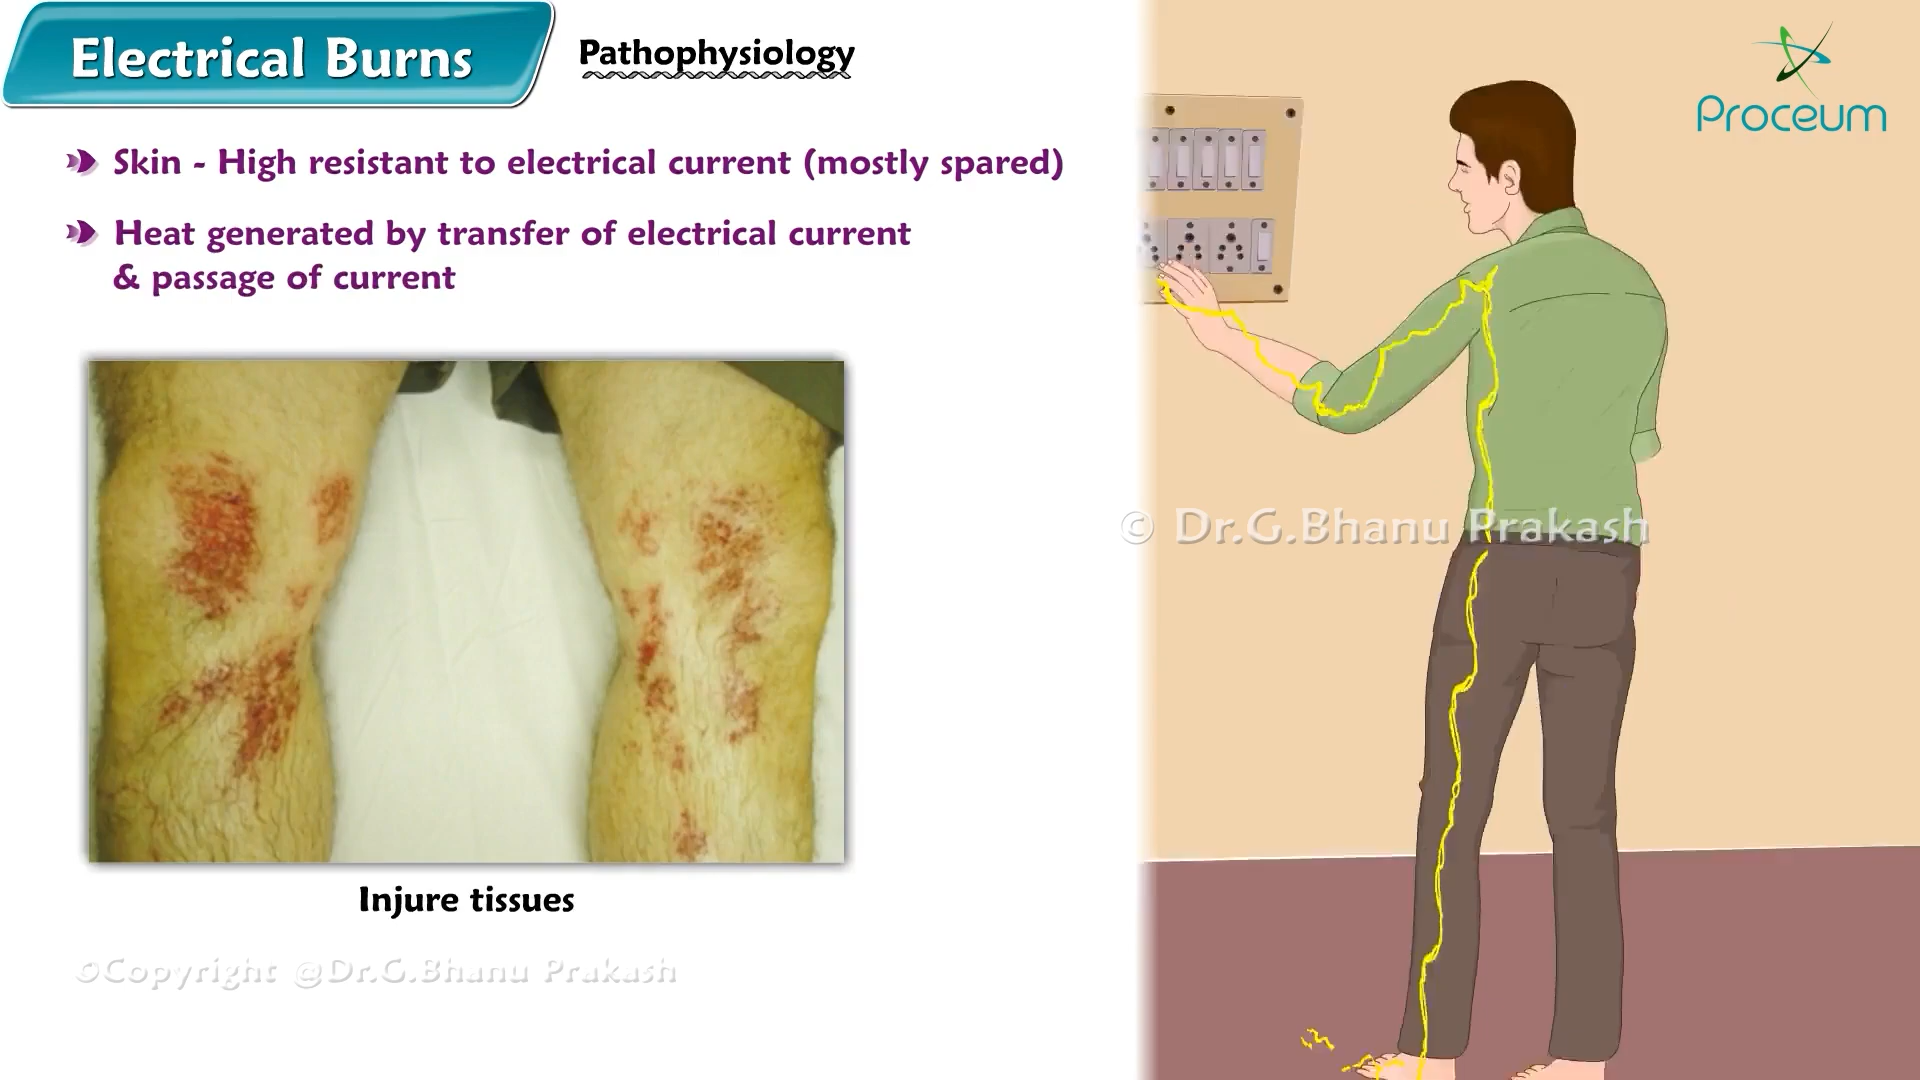 Electrical Burns
Pathophysiology
Proceum
Skin - High resistant to electrical current (mostly spared)
Heat generated by transfer of electrical current
& passage of current
© Dr.G.Bhanu Prakash
Injure tissues
©Copyright @Dr.G.Bhanu Prakash